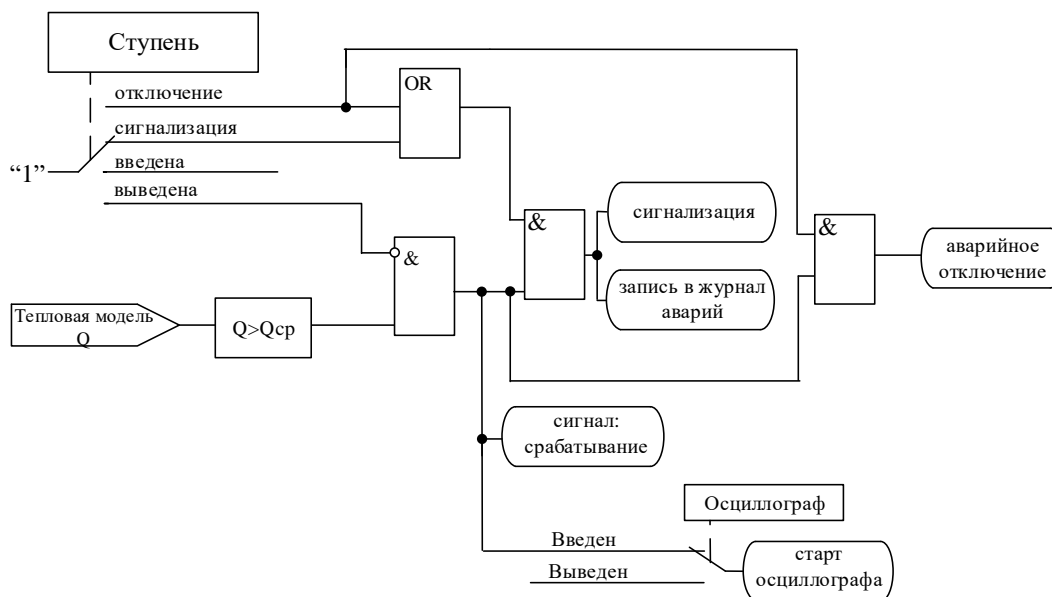 Ступень
отключение
OR
сигнализация
“1”
введена
выведена
&
&
сигнализация
запись в журнал
аварий
&
аварийное
отключение
Тепловая модель
Q
Q>Qср
сигнал:
срабатывание
Осциллограф
Введен
Выведен
старт
осциллографа